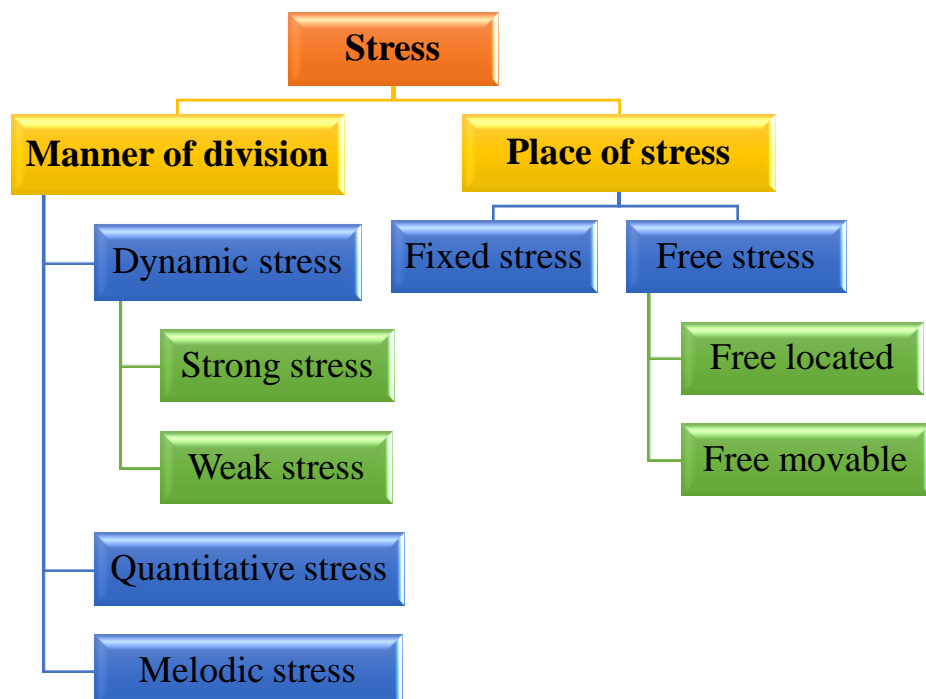 Stress
Manner of division
Place of stress
Dynamic stress
Fixed stress
Free stress
Strong stress
Free located
Weak stress
Free movable
Quantitative stress
Melodic stress